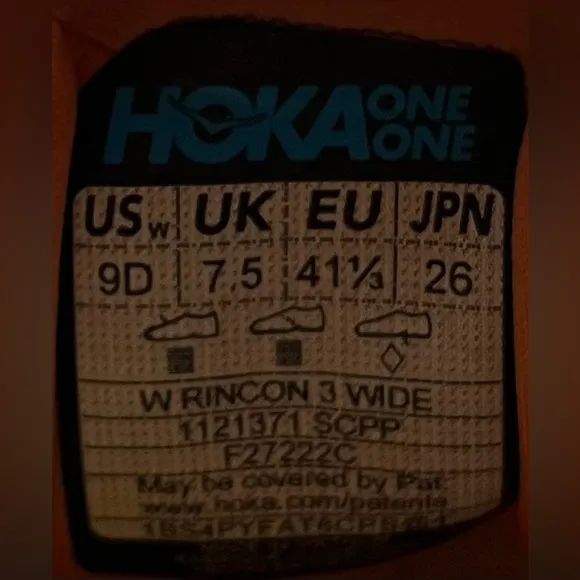 HOKA ONE ONE
USw UK EU JPN
9D 7.5 41⅓ 26
W RINCON 3 WIDE
1121371 SCPP
F27222C
May be covered by Pat.
www.hoka.com/patents